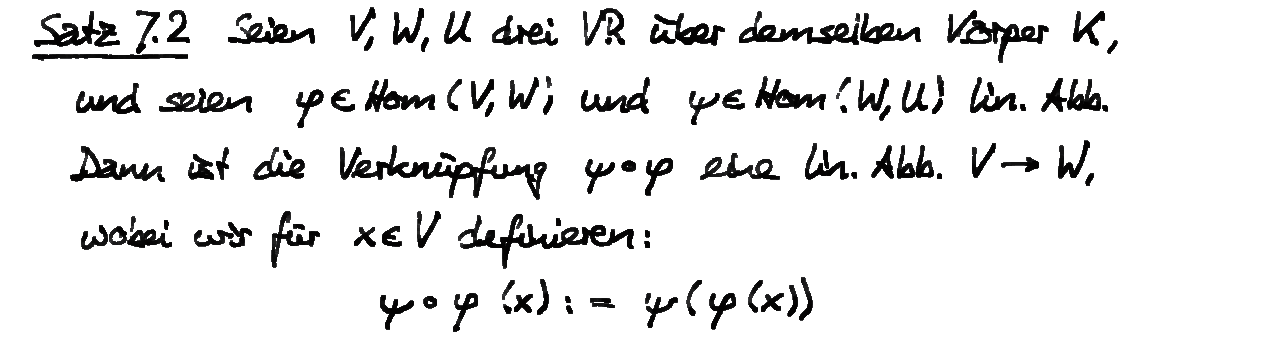 Satz 7.2 Seien V, W, U drei VR über demselben Körper K,
und seien φ ∈ Hom (V, W) und ψ ∈ Hom (W, U) lin. Abb.
Dann ist die Verknüpfung ψ∘φ eine lin. Abb. V → W,
wobei wir für x ∈ V definieren:
ψ∘φ (x) := ψ(φ(x))